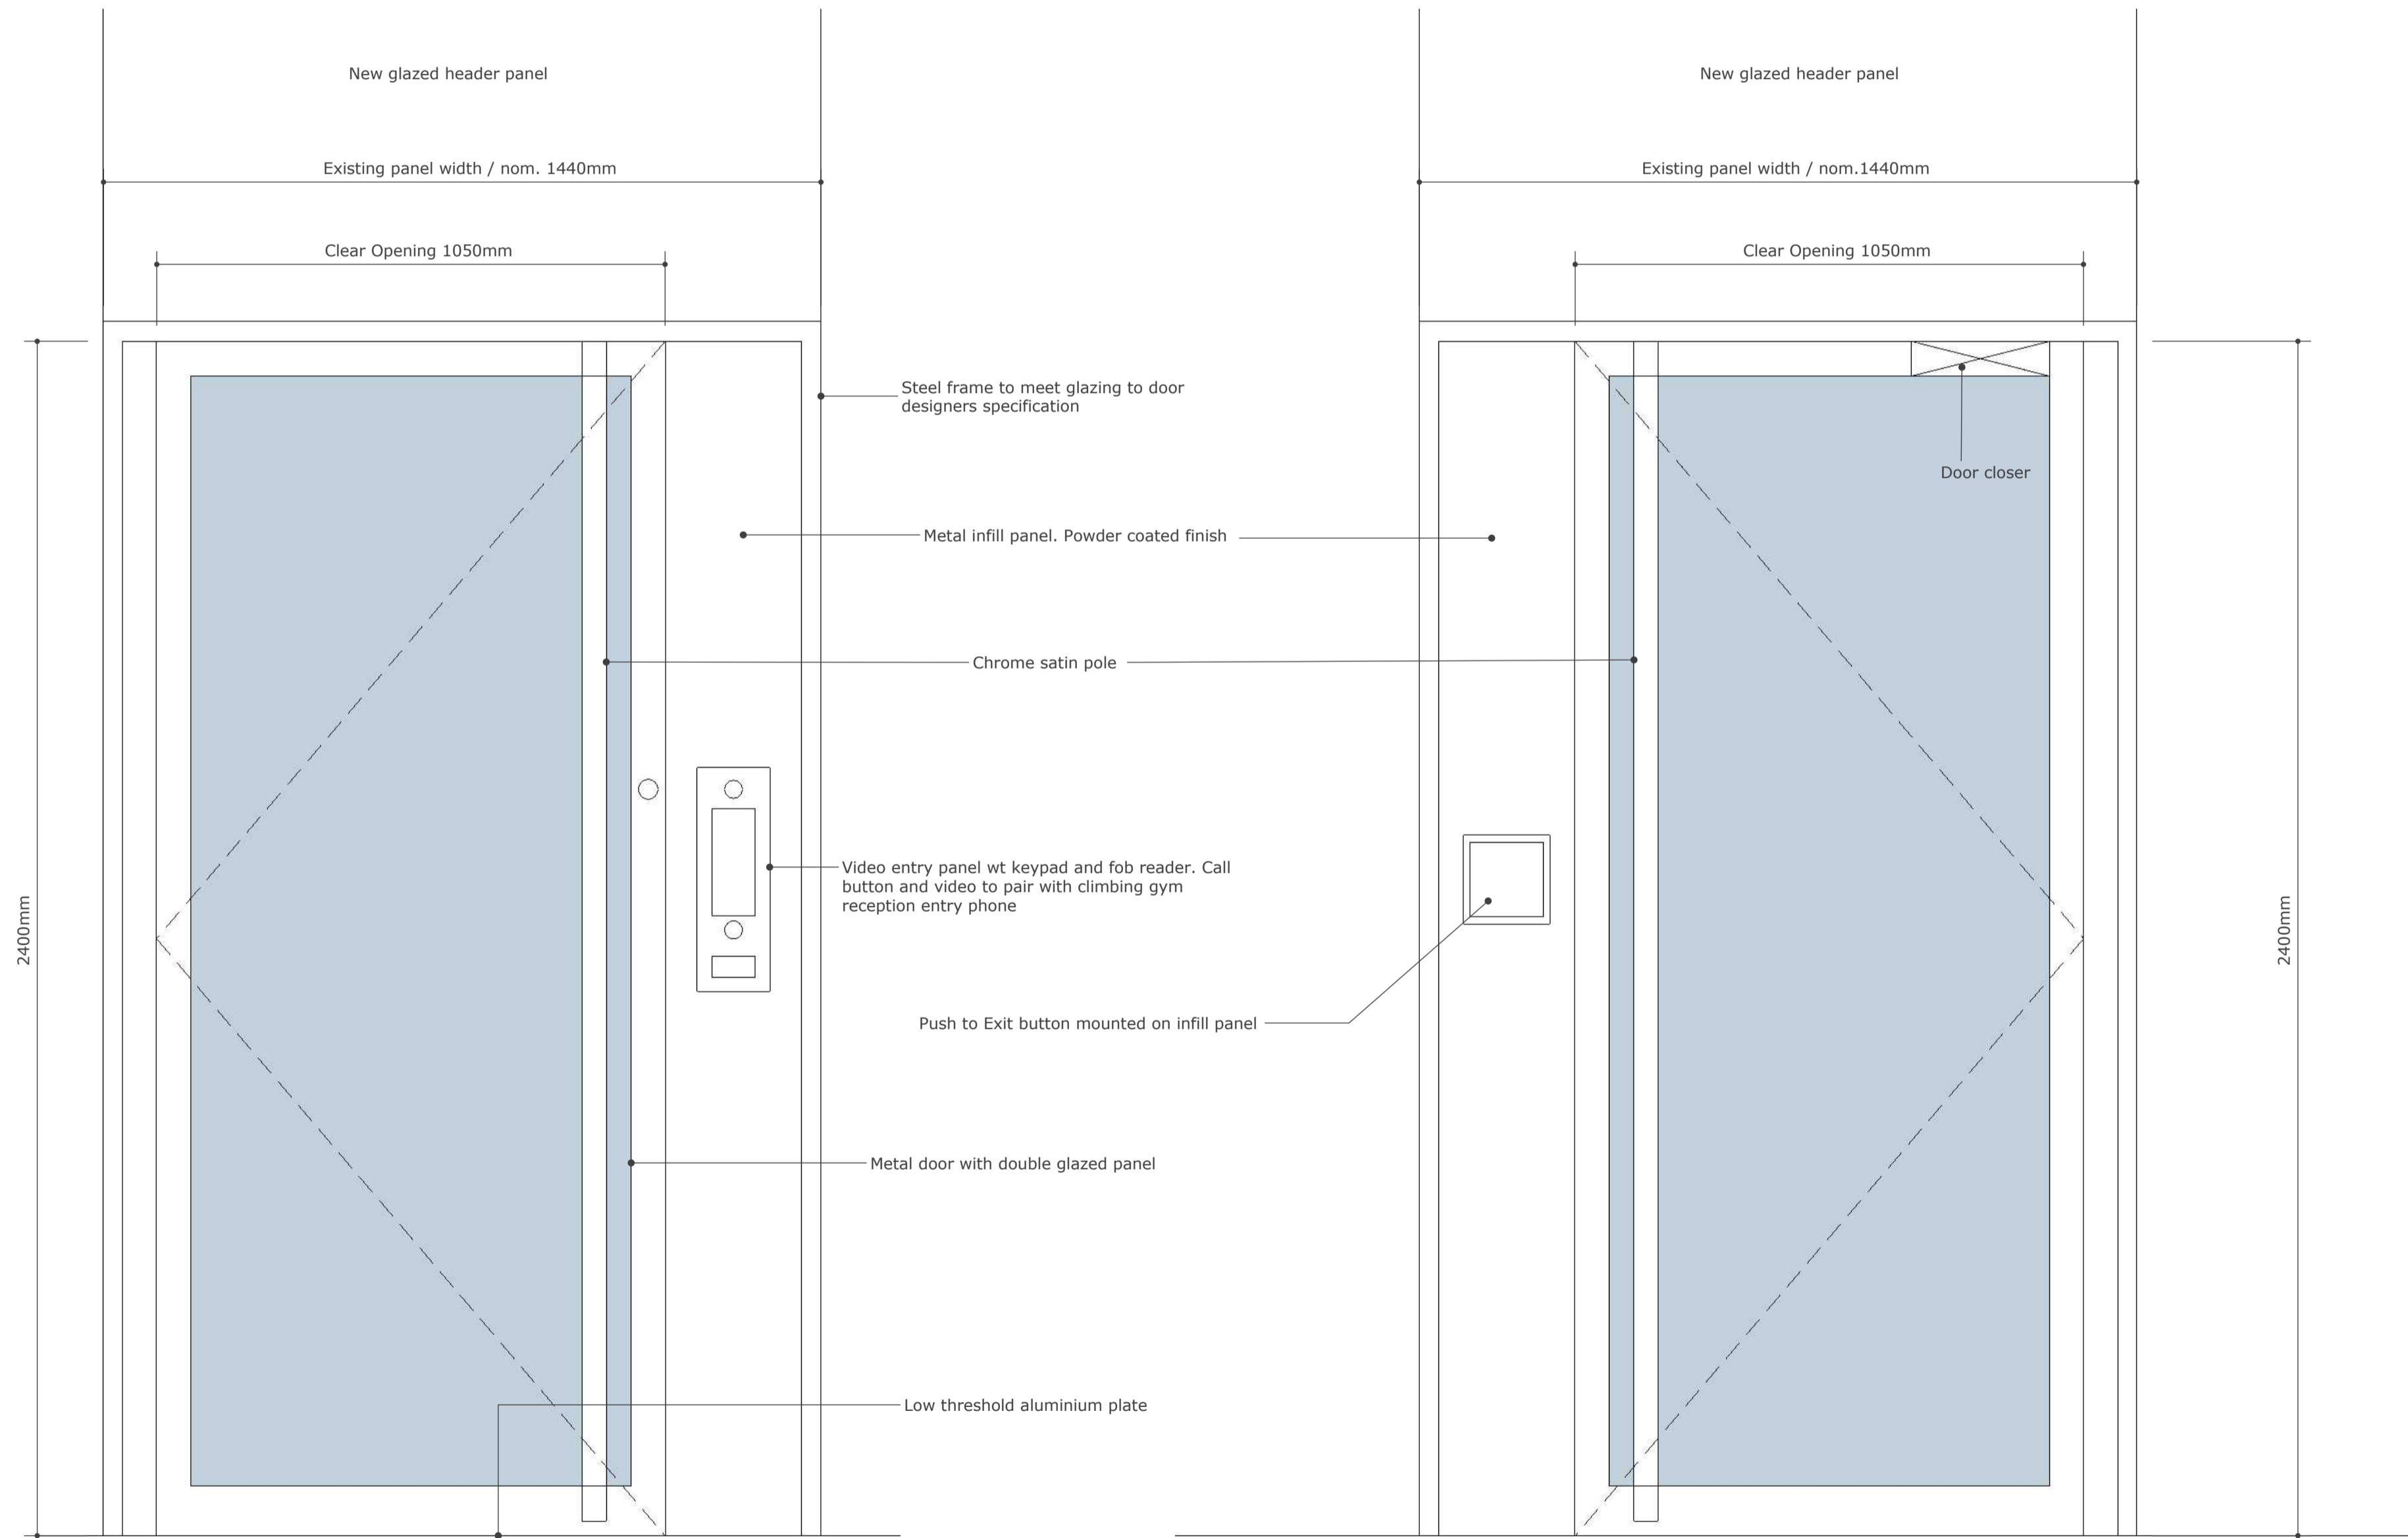 New glazed header panel
New glazed header panel
Existing panel width / nom. 1440mm
Existing panel width / nom.1440mm
Clear Opening 1050mm
Clear Opening 1050mm
Steel frame to meet glazing to door
designers specification
Door closer
Metal infill panel. Powder coated finish
Chrome satin pole
Video entry panel wt keypad and fob reader. Call
button and video to pair with climbing gym
reception entry phone
2400mm
2400mm
Push to Exit button mounted on infill panel
Metal door with double glazed panel
Low threshold aluminium plate